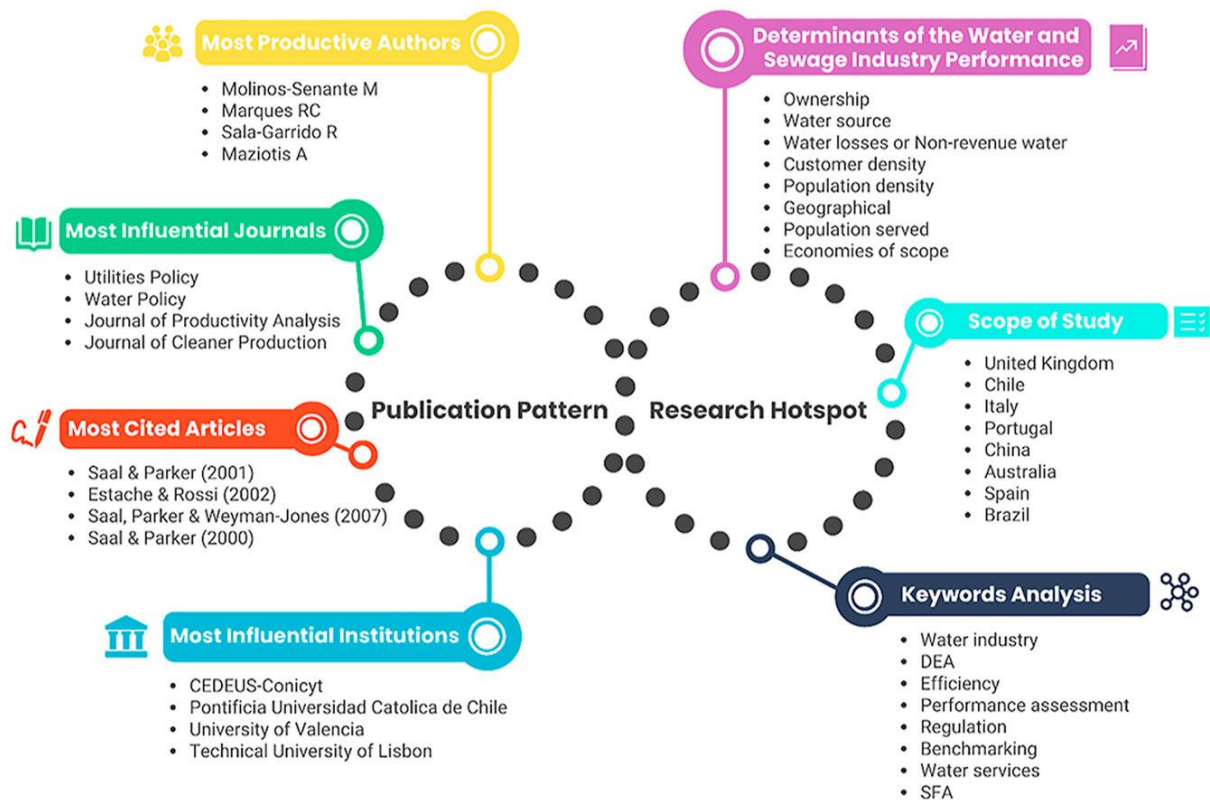 Most Productive Authors
• Molinos-Senante M
• Marques RC
• Sala-Garrido R
• Maziotis A
Most Influential Journals
• Utilities Policy
• Water Policy
• Journal of Productivity Analysis
• Journal of Cleaner Production
Most Cited Articles
• Saal & Parker (2001)
• Estache & Rossi (2002)
• Saal, Parker & Weyman-Jones (2007)
• Saal & Parker (2000)
Most Influential Institutions
• CEDEUS-Conicyt
• Pontificia Universidad Catolica de Chile
• University of Valencia
• Technical University of Lisbon
Publication Pattern
Research Hotspot
Determinants of the Water and
Sewage Industry Performance
• Ownership
• Water source
• Water losses or Non-revenue water
• Customer density
• Population density
• Geographical
• Population served
• Economies of scope
Scope of Study
• United Kingdom
• Chile
• Italy
• Portugal
• China
• Australia
• Spain
• Brazil
Keywords Analysis
• Water industry
• DEA
• Efficiency
• Performance assessment
• Regulation
• Benchmarking
• Water services
• SFA